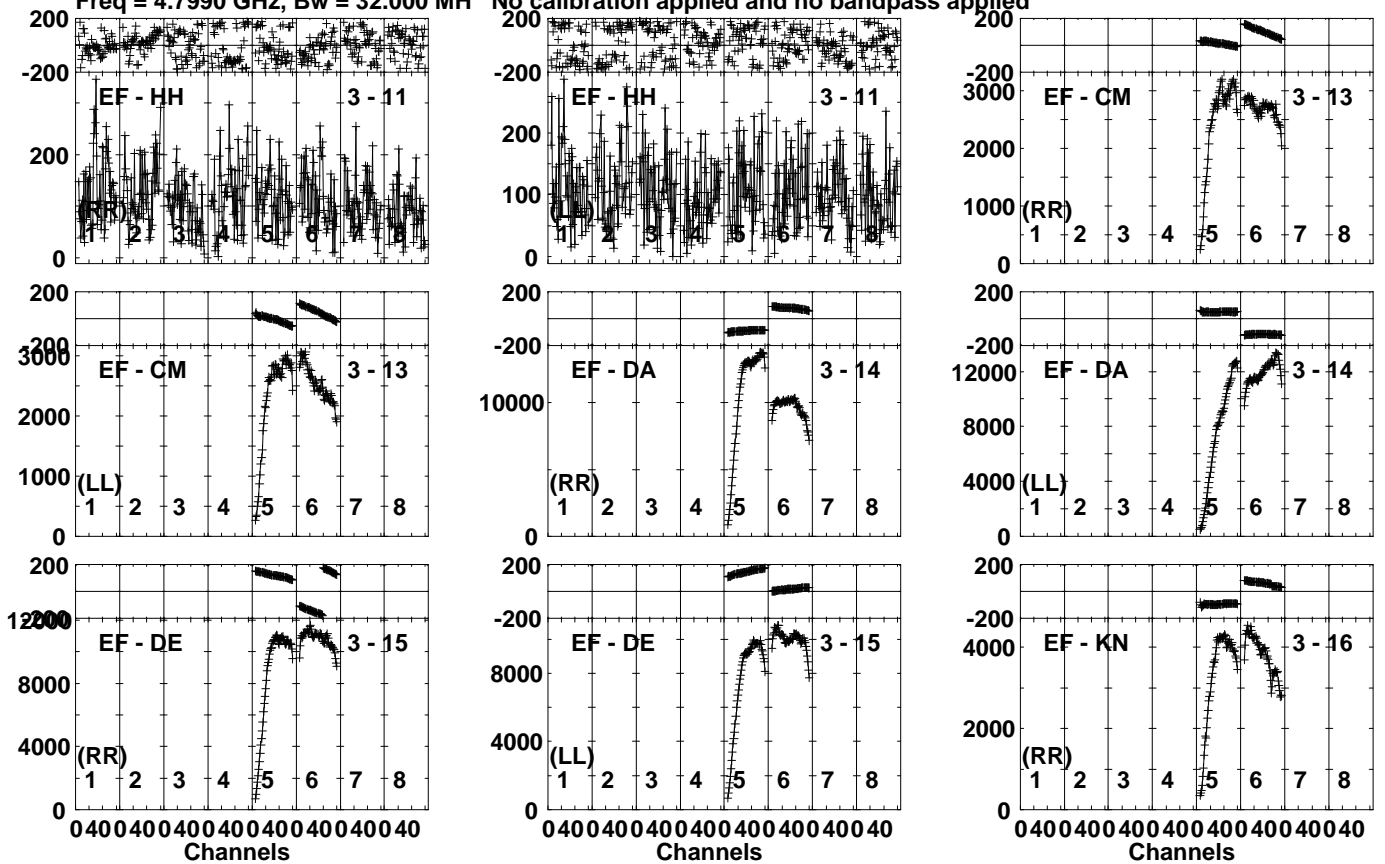 Freq = 4.7990 GHz, Bw = 32.000 MH No calibration applied and no bandpass applied
200
-200
EF - HH 3 - 11
200
0
(RR)
1 2 3 4 5 6 7 8
200
-200
EF - HH 3 - 11
200
100
0
(LL)
1 2 3 4 5 6 7 8
200
-200
3000
EF - CM 3 - 13
2000
1000
0
(RR)
1 2 3 4 5 6 7 8
200
-200
3000
EF - CM 3 - 13
2000
1000
0
(LL)
1 2 3 4 5 6 7 8
200
-200
EF - DA 3 - 14
10000
0
(RR)
1 2 3 4 5 6 7 8
200
-200
12000
EF - DA 3 - 14
8000
4000
0
(LL)
1 2 3 4 5 6 7 8
200
-200
12000
EF - DE 3 - 15
8000
4000
0
(RR)
1 2 3 4 5 6 7 8
0 40 0 40 0 40 0 40 0 40 0 40 0 40 0 40
Channels
200
-200
EF - DE 3 - 15
8000
4000
0
(LL)
1 2 3 4 5 6 7 8
0 40 0 40 0 40 0 40 0 40 0 40 0 40 0 40
Channels
200
-200
EF - KN 3 - 16
4000
2000
0
(RR)
1 2 3 4 5 6 7 8
0 40 0 40 0 40 0 40 0 40 0 40 0 40 0 40
Channels